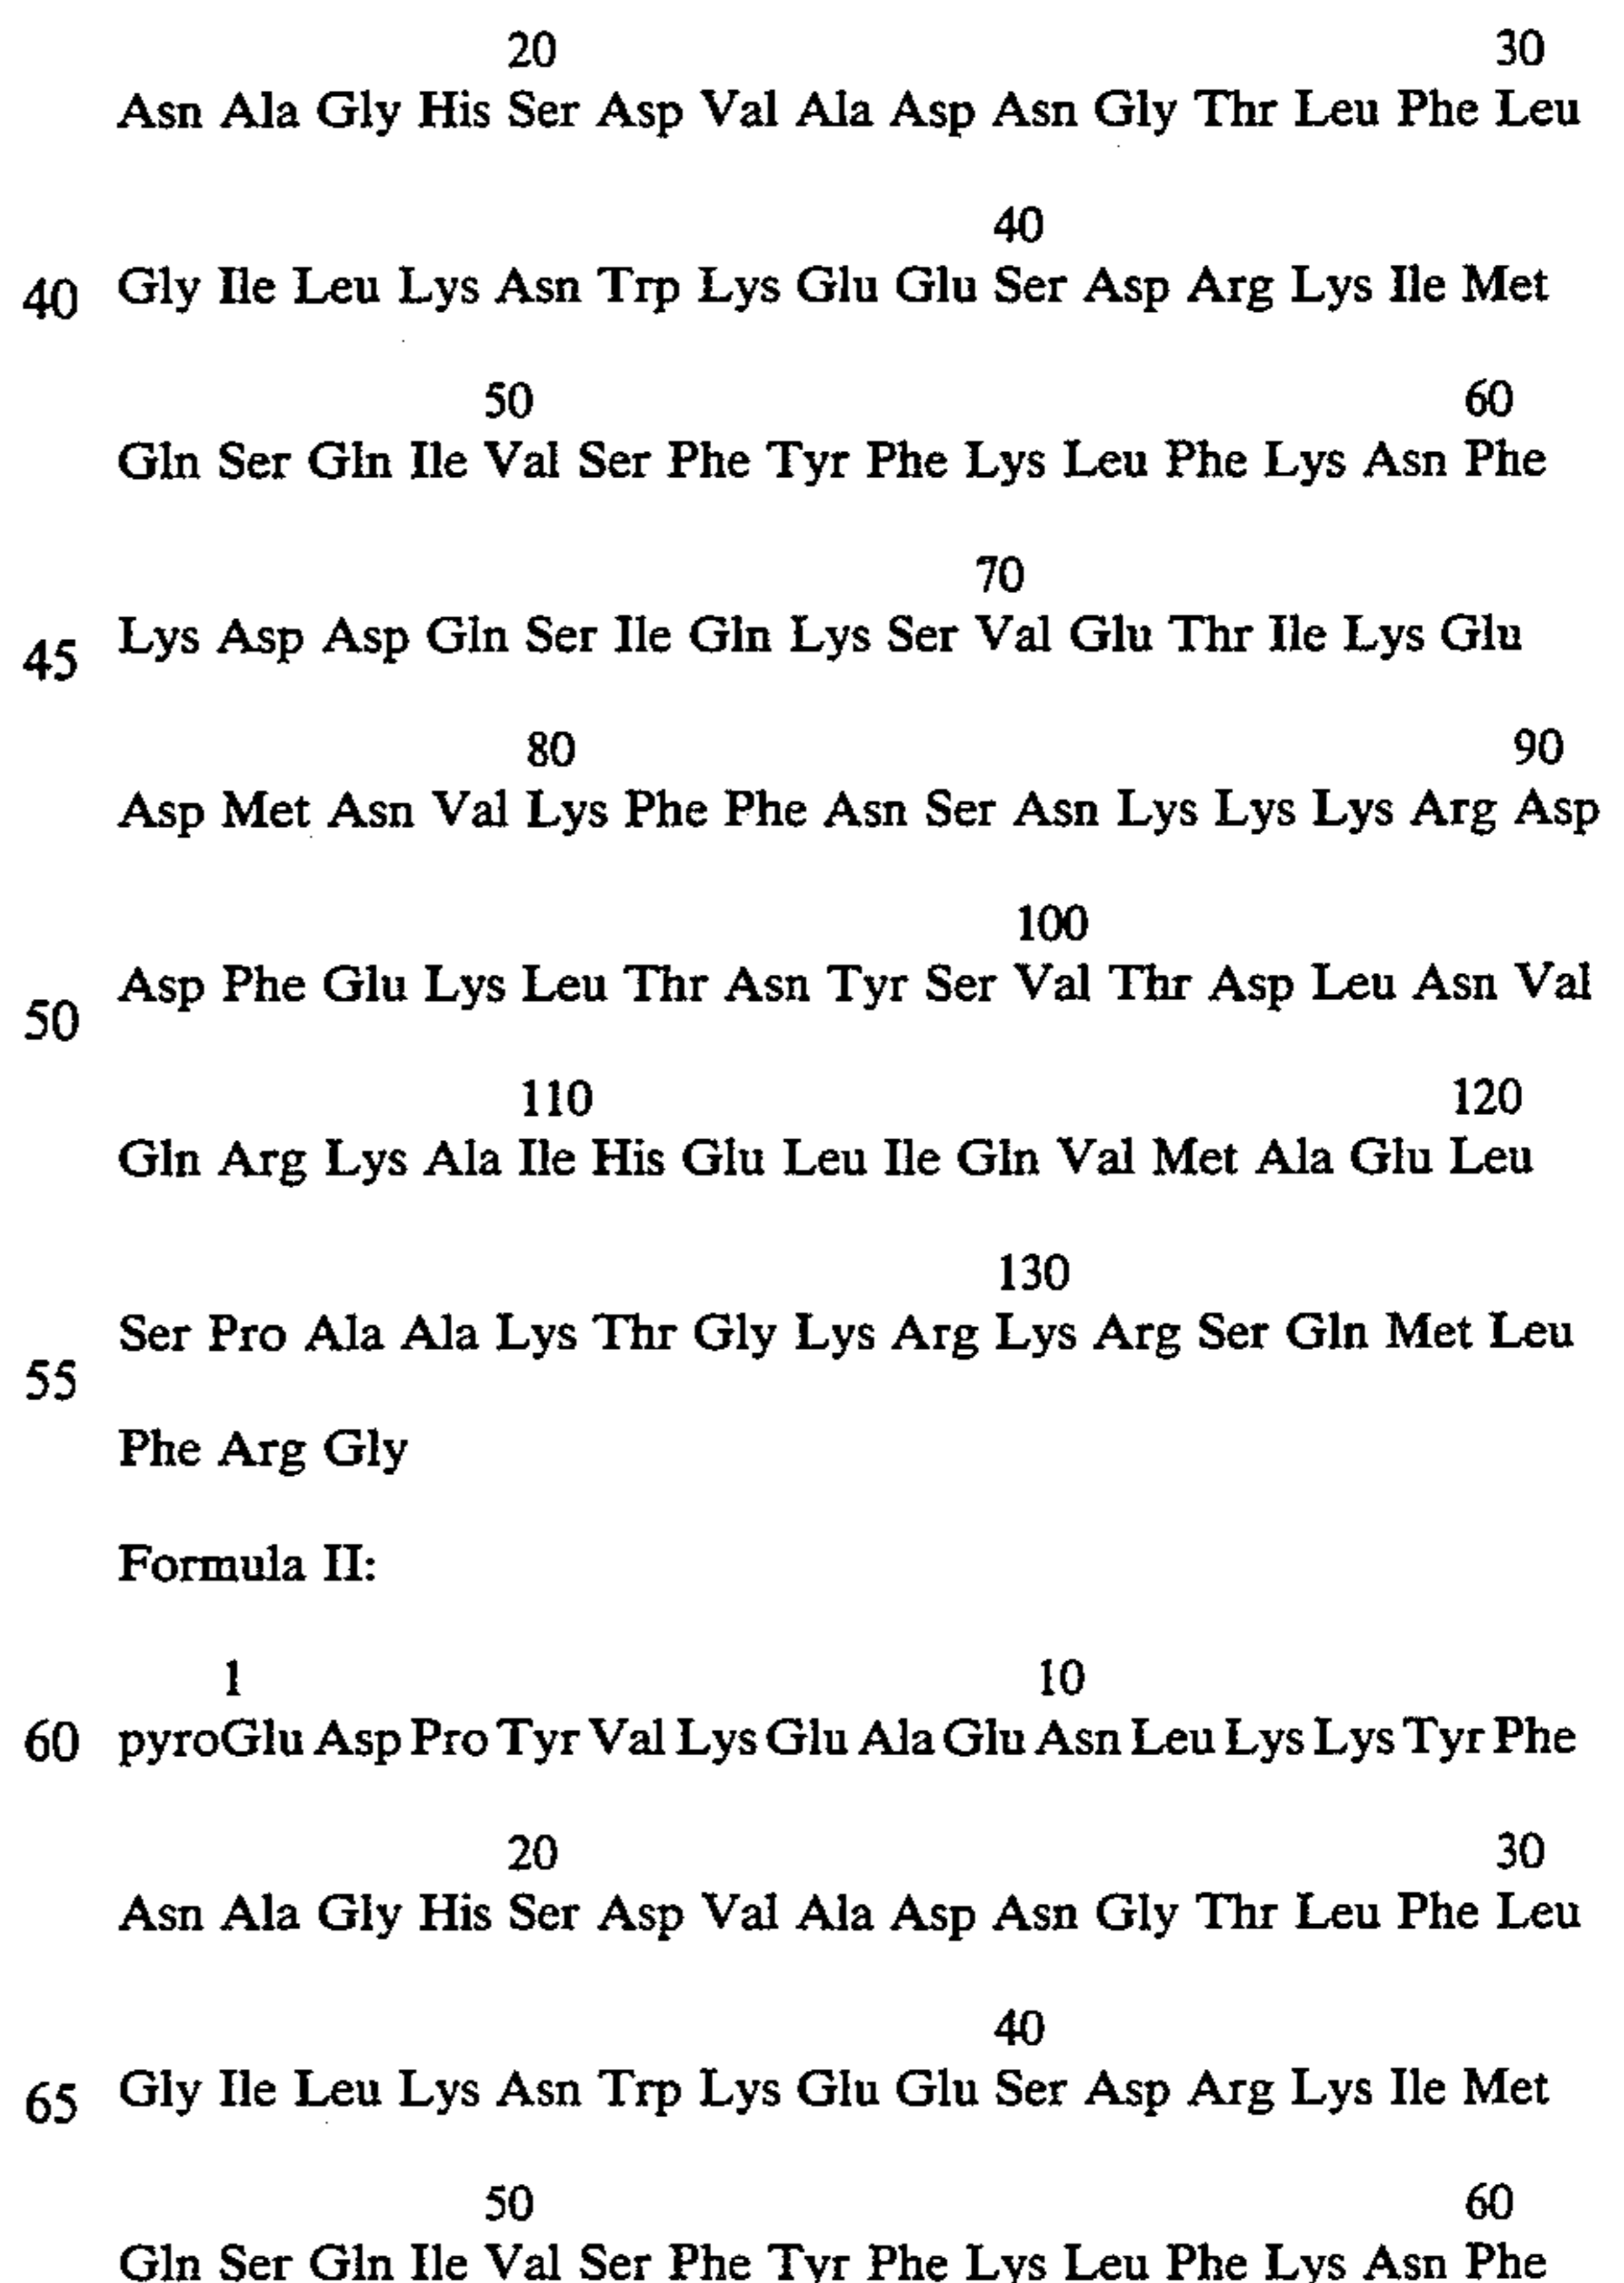 20 30
Asn Ala Gly His Ser Asp Val Ala Asp Asn Gly Thr Leu Phe Leu
40
40 Gly Ile Leu Lys Asn Trp Lys Glu Glu Ser Asp Arg Lys Ile Met
50 60
Gln Ser Gln Ile Val Ser Phe Tyr Phe Lys Leu Phe Lys Asn Phe
70
45 Lys Asp Asp Gln Ser Ile Gln Lys Ser Val Glu Thr Ile Lys Glu
80 90
Asp Met Asn Val Lys Phe Phe Asn Ser Asn Lys Lys Lys Arg Asp
100
50 Asp Phe Glu Lys Leu Thr Asn Tyr Ser Val Thr Asp Leu Asn Val
110 120
Gln Arg Lys Ala Ile His Glu Leu Ile Gln Val Met Ala Glu Leu
130
55 Ser Pro Ala Ala Lys Thr Gly Lys Arg Lys Arg Ser Gln Met Leu
Phe Arg Gly
Formula II:
1 10
60 pyroGlu Asp Pro Tyr Val Lys Glu Ala Glu Asn Leu Lys Lys Tyr Phe
20 30
Asn Ala Gly His Ser Asp Val Ala Asp Asn Gly Thr Leu Phe Leu
40
65 Gly Ile Leu Lys Asn Trp Lys Glu Glu Ser Asp Arg Lys Ile Met
50 60
Gln Ser Gln Ile Val Ser Phe Tyr Phe Lys Leu Phe Lys Asn Phe